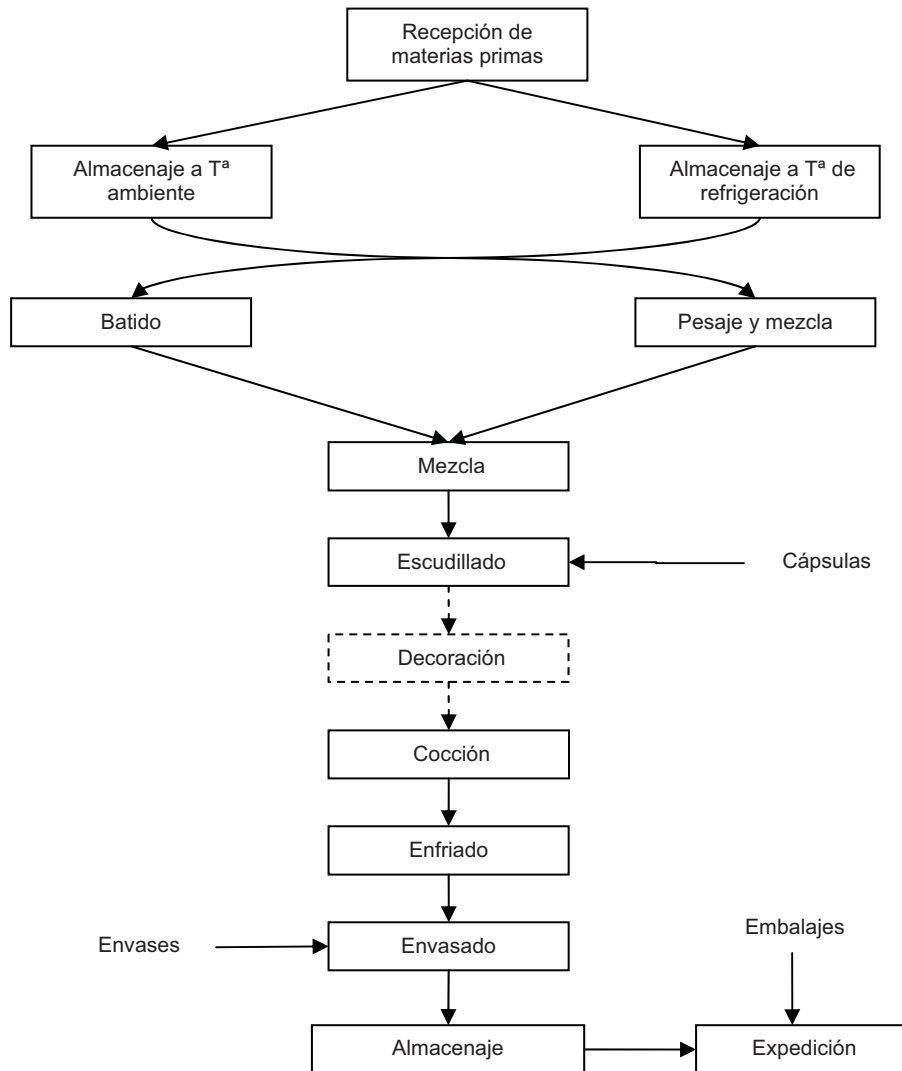 Recepción de
materias primas
Almacenaje a Tª
ambiente
Almacenaje a Tª de
refrigeración
Batido
Pesaje y mezcla
Mezcla
Escudillado
Cápsulas
Decoración
Cocción
Enfriado
Envases
Envasado
Embalajes
Almacenaje
Expedición